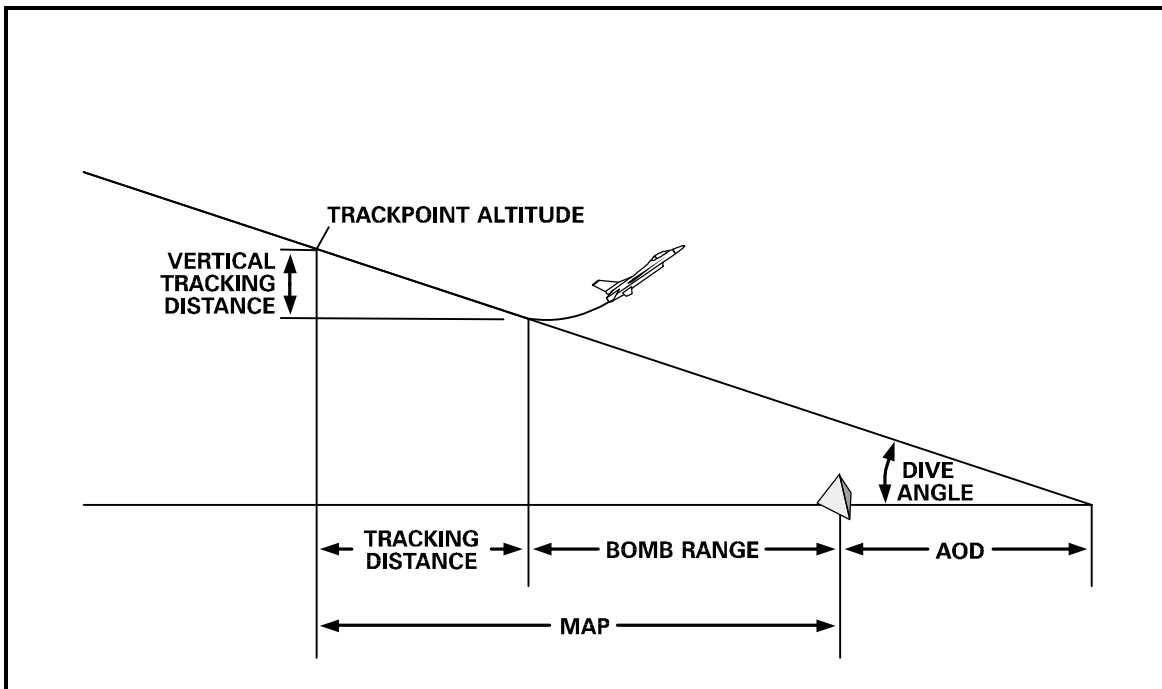 TRACKPOINT ALTITUDE
VERTICAL
TRACKING
DISTANCE
DIVE
ANGLE
TRACKING
DISTANCE
BOMB RANGE
AOD
MAP